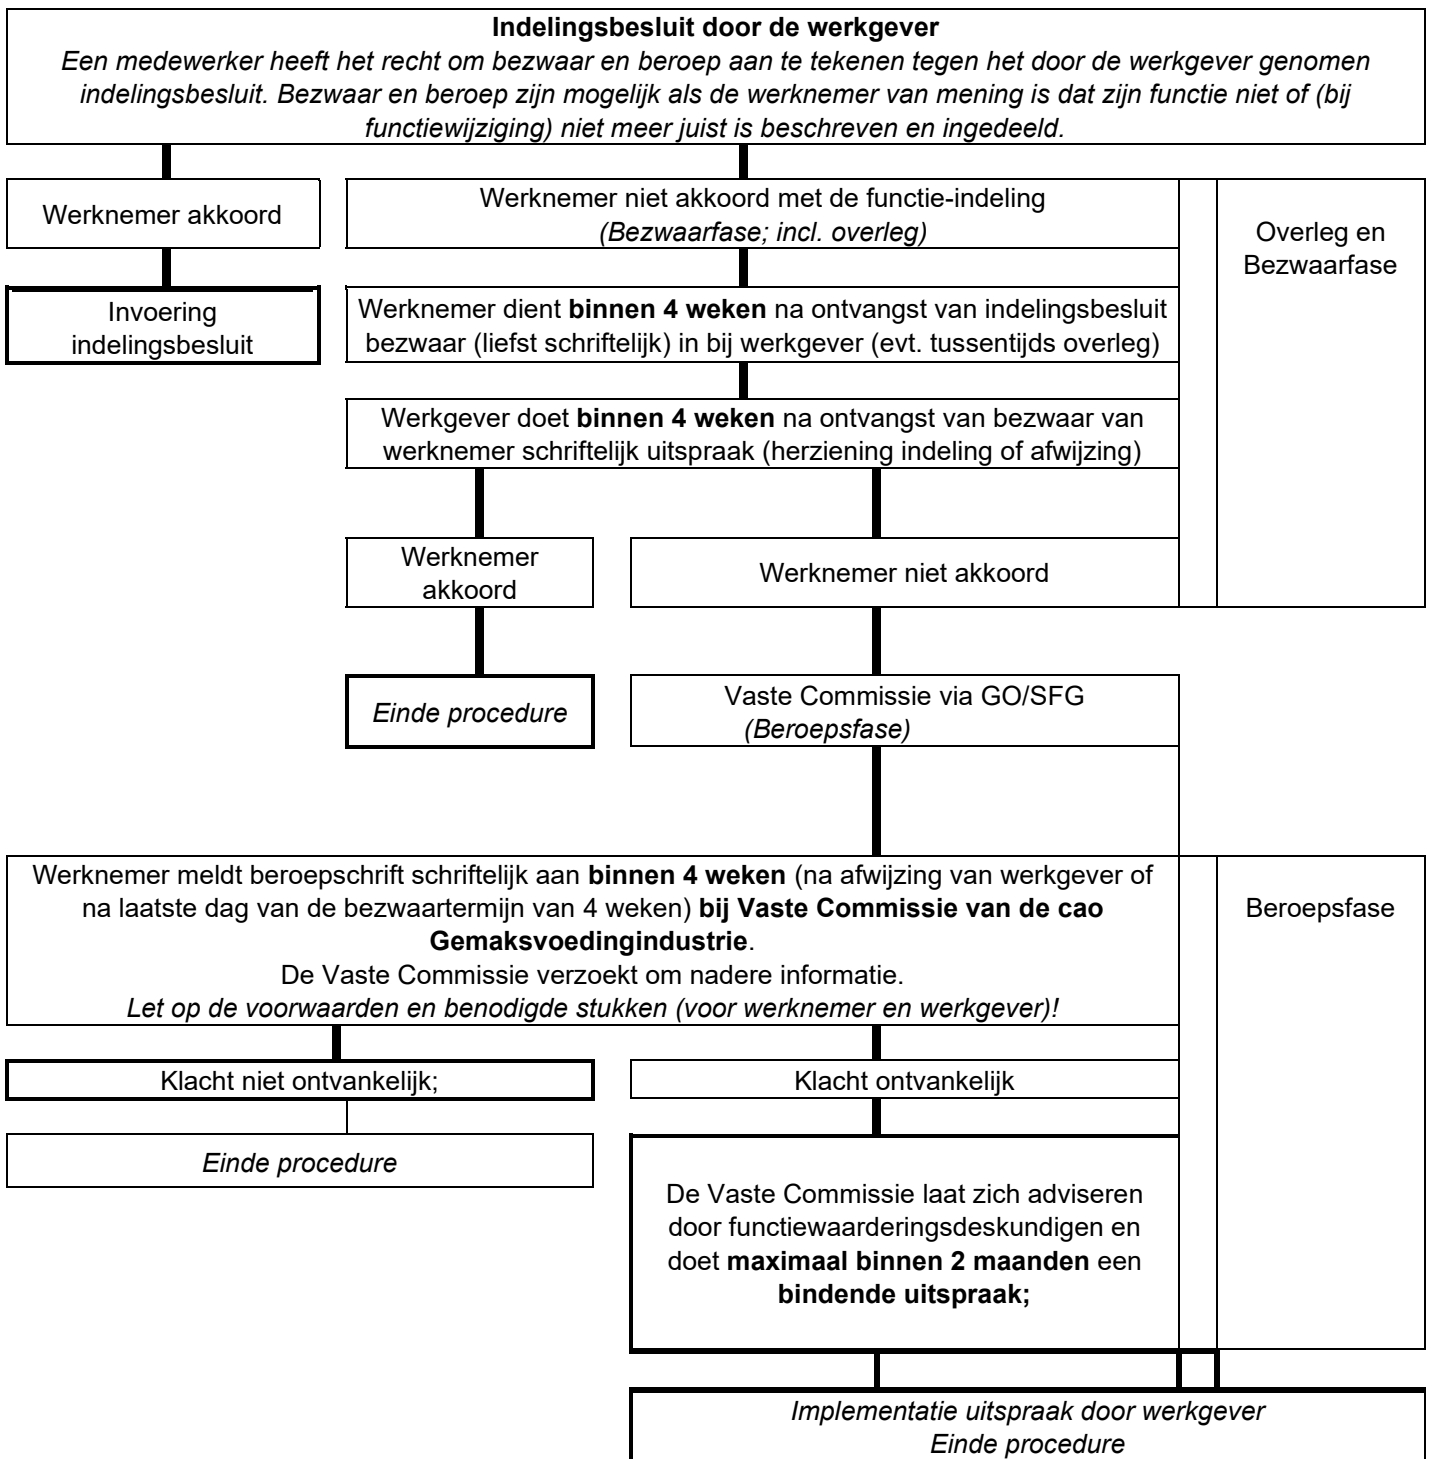 Indelingsbesluit door de werkgever
Een medewerker heeft het recht om bezwaar en beroep aan te tekenen tegen het door de werkgever genomen
indelingsbesluit. Bezwaar en beroep zijn mogelijk als de werknemer van mening is dat zijn functie niet of (bij
functiewijziging) niet meer juist is beschreven en ingedeeld.
Werknemer akkoord
Werknemer niet akkoord met de functie-indeling
(Bezwaarfase; incl. overleg)
Overleg en
Bezwaarfase
Invoering
indelingsbesluit
Werknemer dient binnen 4 weken na ontvangst van indelingsbesluit
bezwaar (liefst schriftelijk) in bij werkgever (evt. tussentijds overleg)
Werkgever doet binnen 4 weken na ontvangst van bezwaar van
werknemer schriftelijk uitspraak (herziening indeling of afwijzing)
Werknemer
akkoord
Werknemer niet akkoord
Einde procedure
Vaste Commissie via GO/SFG
(Beroepsfase)
Werknemer meldt beroepschrift schriftelijk aan binnen 4 weken (na afwijzing van werkgever of
na laatste dag van de bezwaartermijn van 4 weken) bij Vaste Commissie van de cao
Gemaksvoedingindustrie.
De Vaste Commissie verzoekt om nadere informatie.
Let op de voorwaarden en benodigde stukken (voor werknemer en werkgever)!
Beroepsfase
Klacht niet ontvankelijk;
Klacht ontvankelijk
Einde procedure
De Vaste Commissie laat zich adviseren
door functiewaarderingsdeskundigen en
doet maximaal binnen 2 maanden een
bindende uitspraak;
Implementatie uitspraak door werkgever
Einde procedure